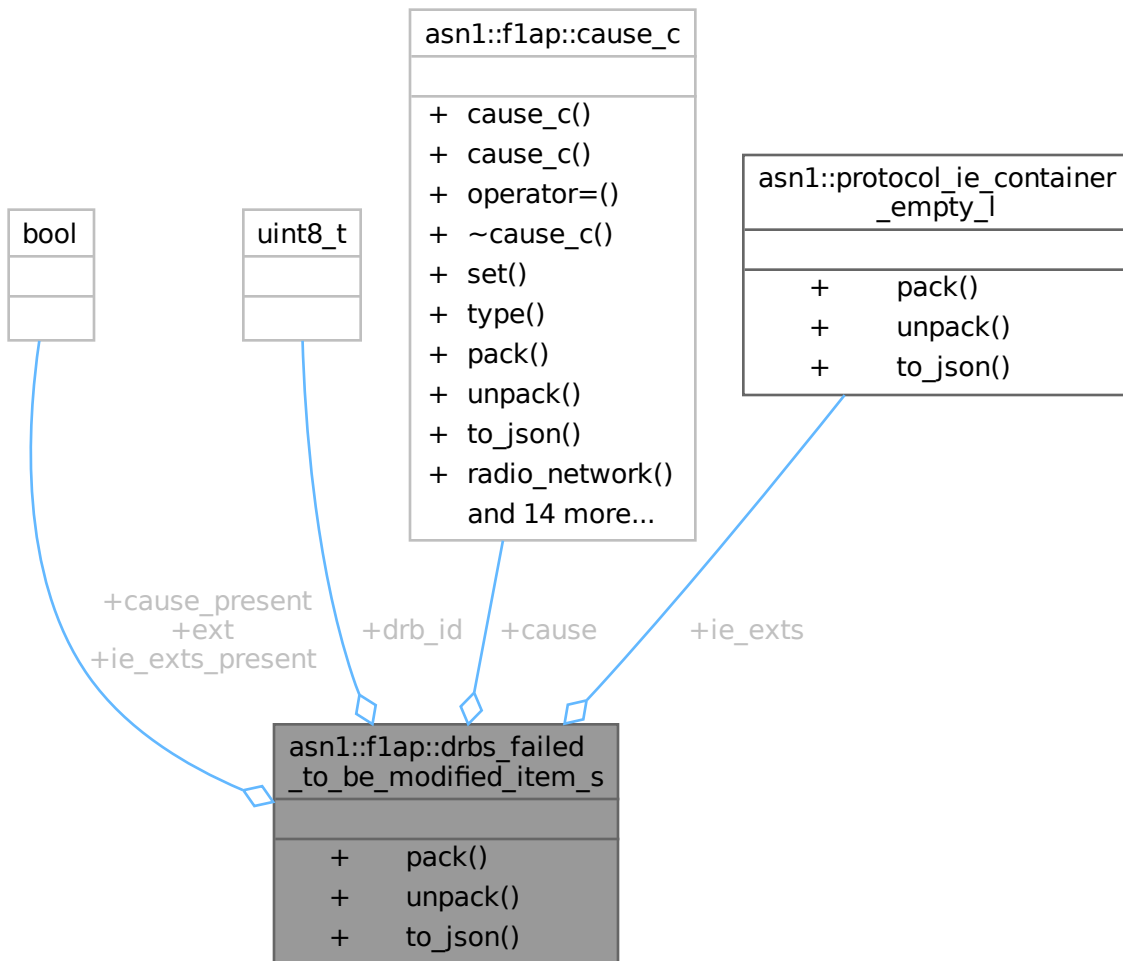 asn1::f1ap::cause_c
+ cause_c()
+ cause_c()
+ operator=()
+ ~cause_c()
+ set()
+ type()
+ pack()
+ unpack()
+ to_json()
+ radio_network()
and 14 more...
asn1::protocol_ie_container
_empty_l
+ pack()
+ unpack()
+ to_json()
bool
uint8_t
+cause_present
+ext
+ie_exts_present
+drb_id
+cause
+ie_exts
asn1::f1ap::drbs_failed
_to_be_modified_item_s
+ pack()
+ unpack()
+ to_json()